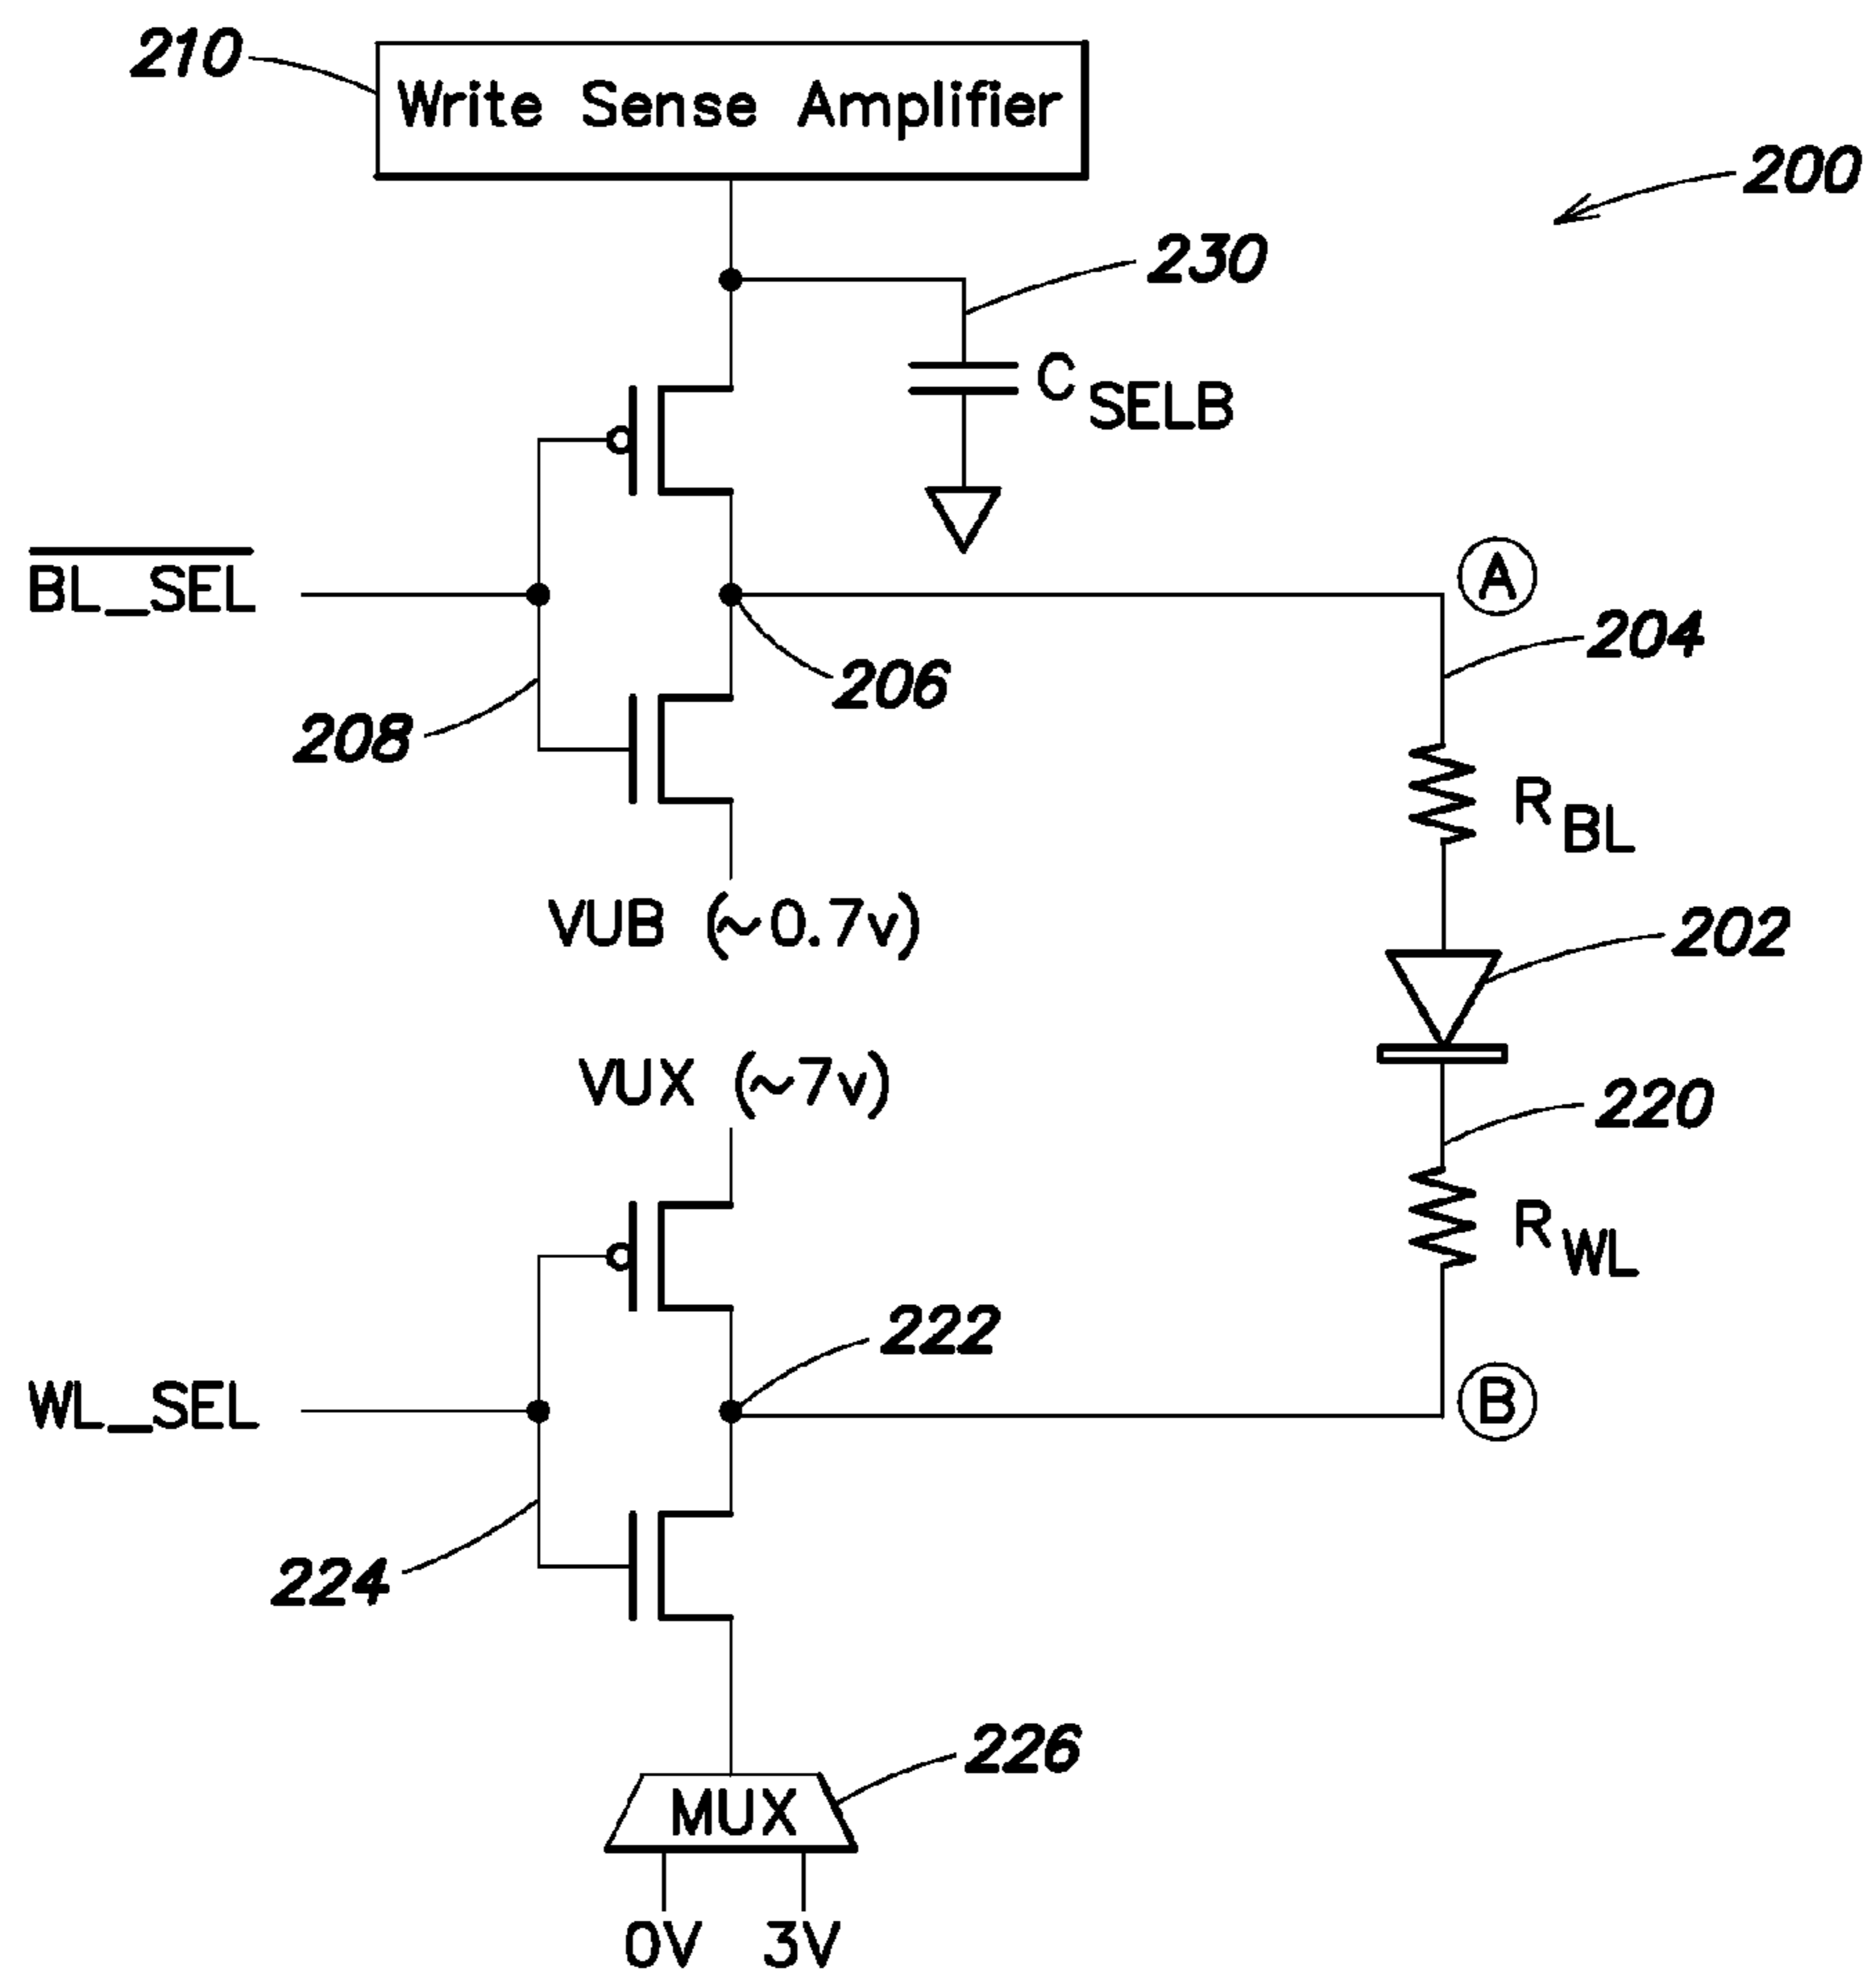 210
Write Sense Amplifier
200
230
C SELB
A
BL_SEL
204
206
208
R BL
VUB (~0.7v)
202
VUX (~7v)
220
R WL
222
WL_SEL
B
224
226
MUX
0V 3V